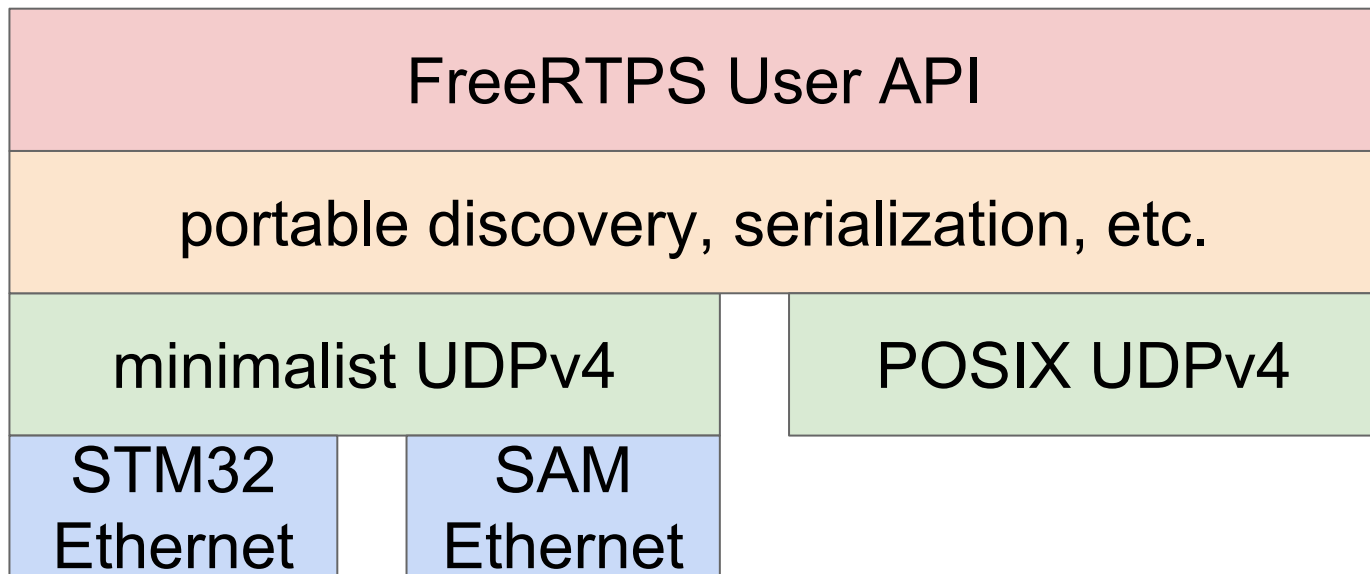 FreeRTPS User API
portable discovery, serialization, etc.
minimalist UDPv4
POSIX UDPv4
STM32
Ethernet
SAM
Ethernet